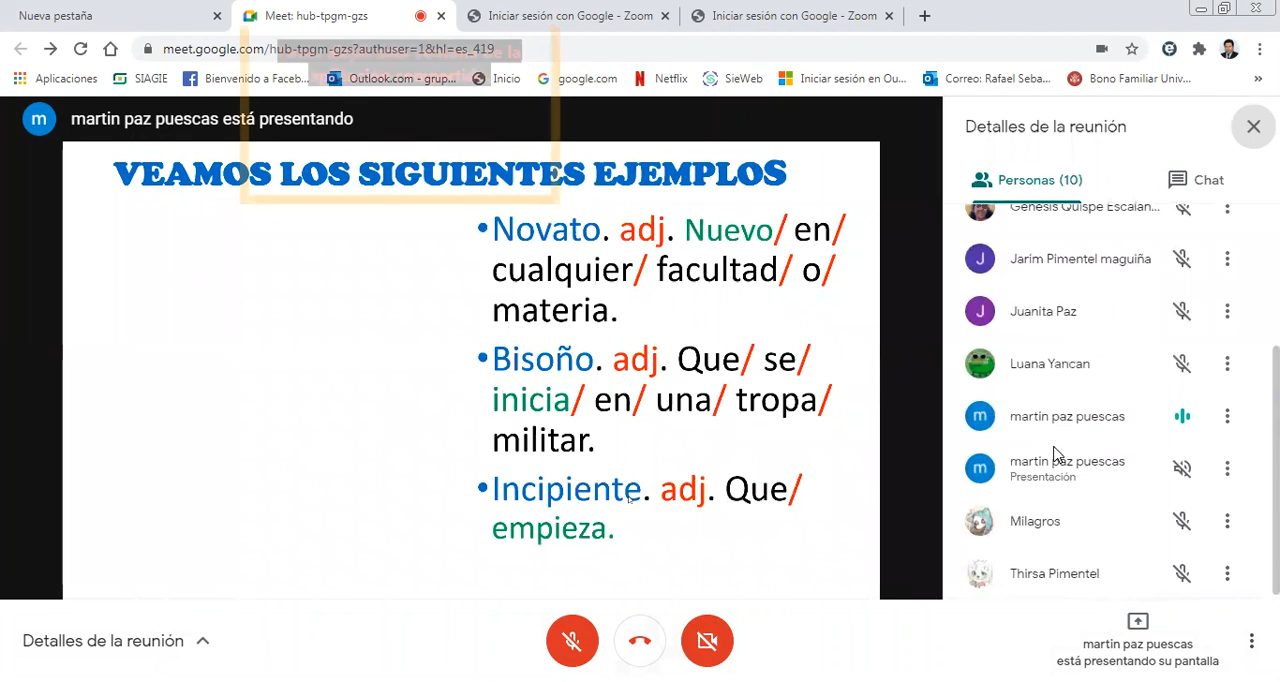 Nueva pestaña
Meet: hub-tpgm-gzs
Iniciar sesión con Google - Zoom
Iniciar sesión con Google - Zoom
meet.google.com/hub-tpgm-gzs?authuser=1&hl=es_419
Aplicaciones
SIAGIE
Bienvenido a Faceb...
Outlook.com - grup...
Inicio
google.com
Netflix
SieWeb
Iniciar sesión en Ou...
Correo: Rafael Seba...
Bono Familiar Univ...
»
m
martin paz puescas está presentando
VEAMOS LOS SIGUIENTES EJEMPLOS
•Novato. adj. Nuevo/ en/
cualquier/ facultad/ o/
materia.
•Bisoño. adj. Que/ se/
inicia/ en/ una/ tropa/
militar.
•Incipiente. adj. Que/
empieza.
Detalles de la reunión
Personas (10)
Chat
Genesis Quispe Escalan...
J
Jarim Pimentel maguiña
J
Juanita Paz
Luana Yancan
m
martin paz puescas
m
martin paz puescas
Presentación
Milagros
Thirsa Pimentel
Detalles de la reunión
martin paz puescas
está presentando su pantalla